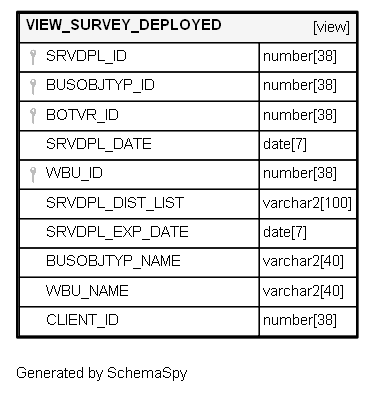 VIEW_SURVEY_DEPLOYED [view]
SRVDPL_ID number[38]
BUSOBJTYP_ID number[38]
BOTVR_ID number[38]
SRVDPL_DATE date[7]
WBU_ID number[38]
SRVDPL_DIST_LIST varchar2[100]
SRVDPL_EXP_DATE date[7]
BUSOBJTYP_NAME varchar2[40]
WBU_NAME varchar2[40]
CLIENT_ID number[38]
Generated by SchemaSpy